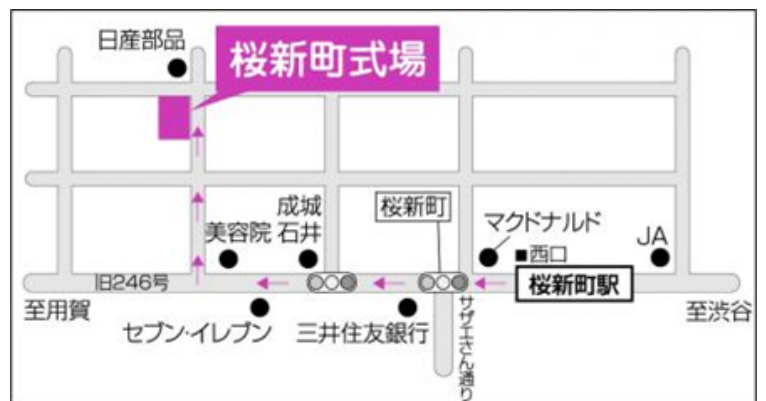 日産部品
桜新町式場
成城
石井
美容院
桜新町
マクドナルド
■西口
JA
旧246号
桜新町駅
至用賀
至渋谷
セブン・イレブン
三井住友銀行
サザエさん通り